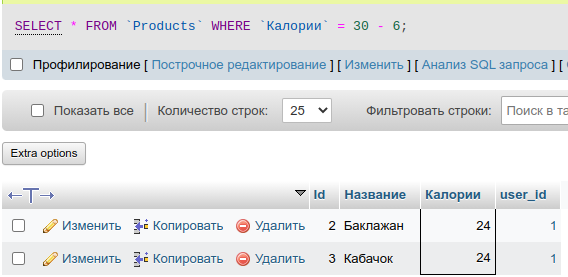 SELECT * FROM `Products` WHERE `Калории` = 30 - 6;
Профилирование [ Построчное редактирование ] [ Изменить ] [ Анализ SQL запроса ] [
Показать все Количество строк: 25 Фильтровать строки: Поиск в та
Extra options
←T→ Id Название Калории user_id
Изменить Копировать Удалить 2 Баклажан 24 1
Изменить Копировать Удалить 3 Кабачок 24 1